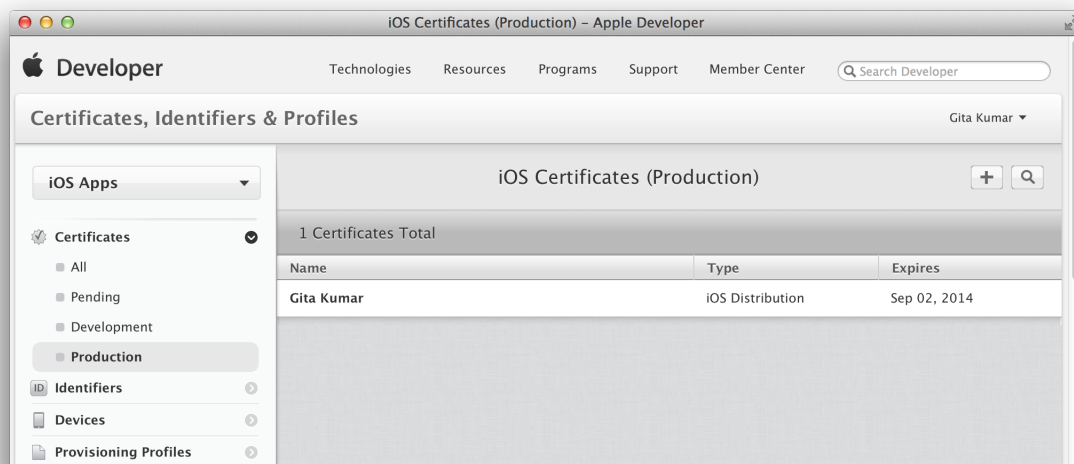 iOS Certificates (Production) – Apple Developer
Developer
Technologies Resources Programs Support Member Center Search Developer
Certificates, Identifiers & Profiles
Gita Kumar
iOS Apps
iOS Certificates (Production)
Certificates
1 Certificates Total
All
Name Type Expires
Pending
Gita Kumar iOS Distribution Sep 02, 2014
Development
Production
ID Identifiers
Devices
Provisioning Profiles